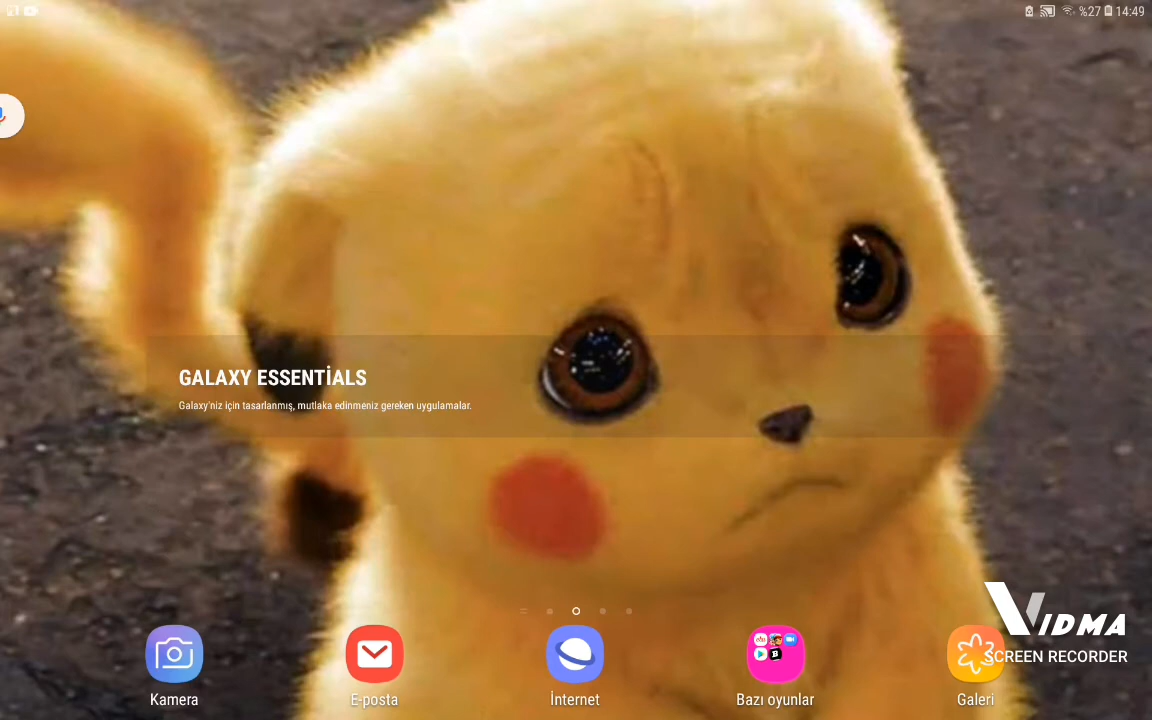 %27 14:49
GALAXY ESSENTİALS
Galaxy'niz için tasarlanmış, mutlaka edinmeniz gereken uygulamalar.
VIDMA
SCREEN RECORDER
Kamera
E-posta
İnternet
Bazı oyunlar
Galeri